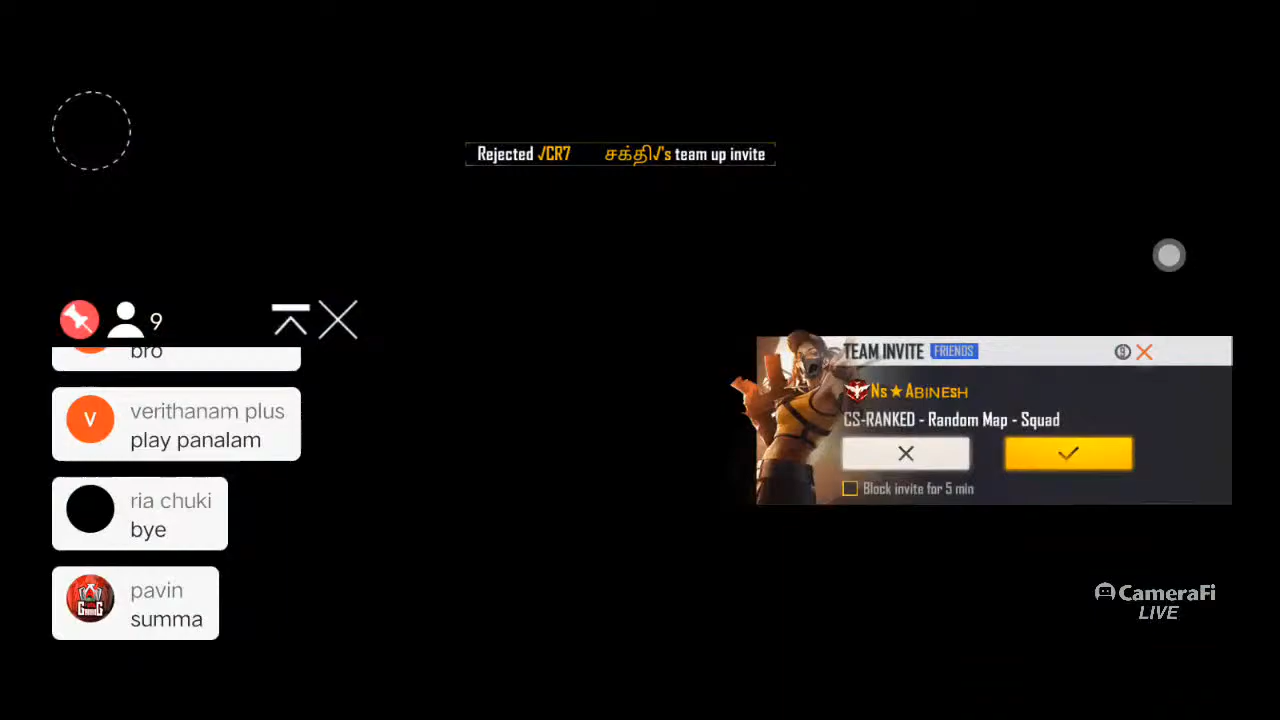 Rejected √CR7 சக்தி√'s team up invite
9
bro
verithanam plus
play panalam
ria chuki
bye
pavin
summa
V
TEAM INVITE FRIENDS
9
Ns★Abinesh
CS-RANKED - Random Map - Squad
Block invite for 5 min
CameraFi
LIVE